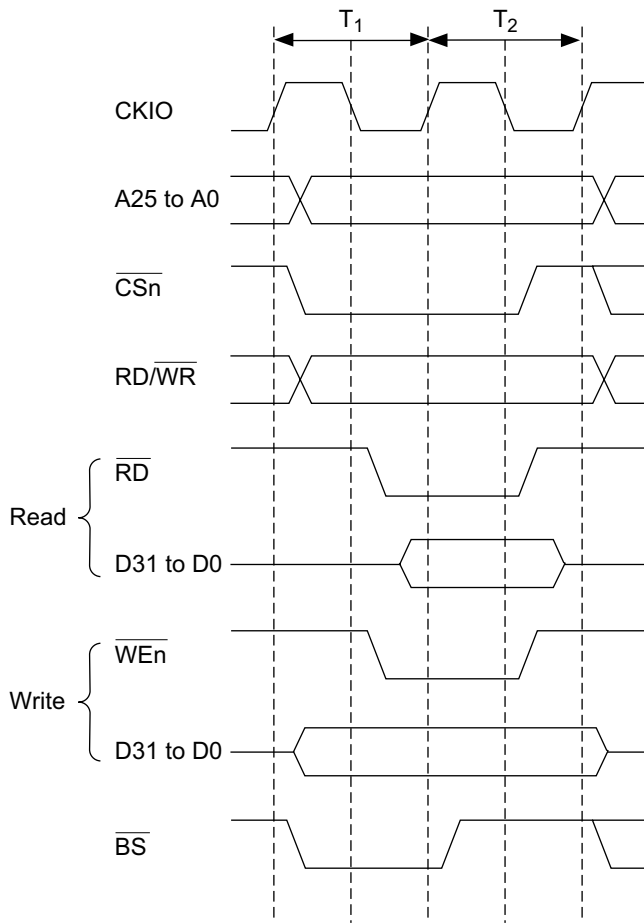 T1 T2
CKIO
A25 to A0
CSn
RD/WR
RD
Read
D31 to D0
WEn
Write
D31 to D0
BS